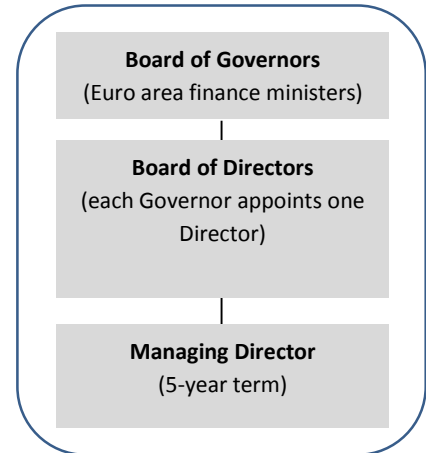 Board of Governors
(Euro area finance ministers)
Board of Directors
(each Governor appoints one
Director)
Managing Director
(5-year term)